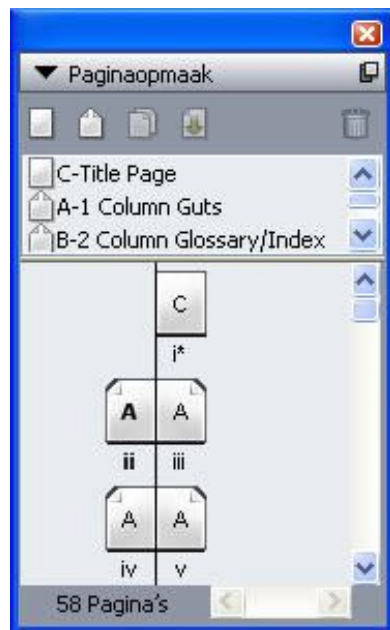 Paginaopmaak
C-Title Page
A-1 Column Guts
B-2 Column Glossary/Index
C
i*
A A
ii iii
A A
iv v
58 Pagina's